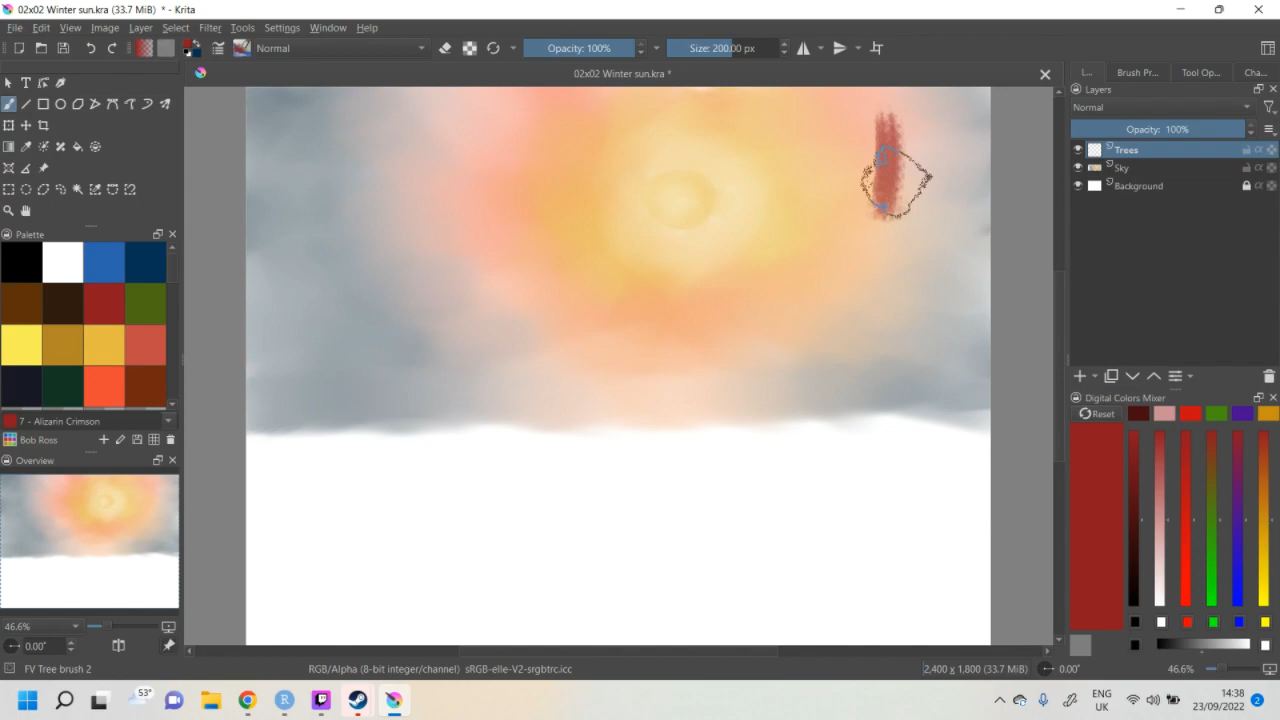 02x02 Winter sun.kra (33.7 MiB) * - Krita
File Edit View Image Layer Select Filter Tools Settings Window Help
Normal Opacity: 100% Size: 200.00 px
02x02 Winter sun.kra *
L... Brush Pr... Tool Op... Cha...
Layers
Normal
Opacity: 100%
Trees
Sky
Background
Palette
7 - Alizarin Crimson
Bob Ross
Overview
Digital Colors Mixer
Reset
46.6%
0.00°
FV Tree brush 2 RGB/Alpha (8-bit integer/channel) sRGB-elle-V2-srgbtrc.icc 2,400 x 1,800 (33.7 MiB) 0.00° 46.6%
53°
R
ENG
UK
14:38
23/09/2022
2